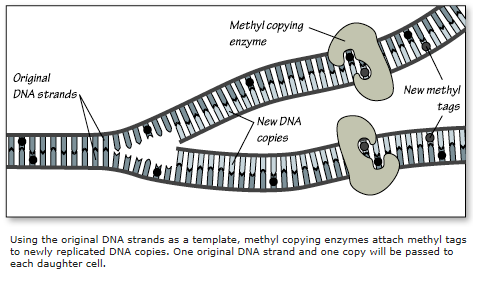 Methyl copying
enzyme
Original
DNA strands
New methyl
tags
New DNA
copies
Using the original DNA strands as a template, methyl copying enzymes attach methyl tags
to newly replicated DNA copies. One original DNA strand and one copy will be passed to
each daughter cell.